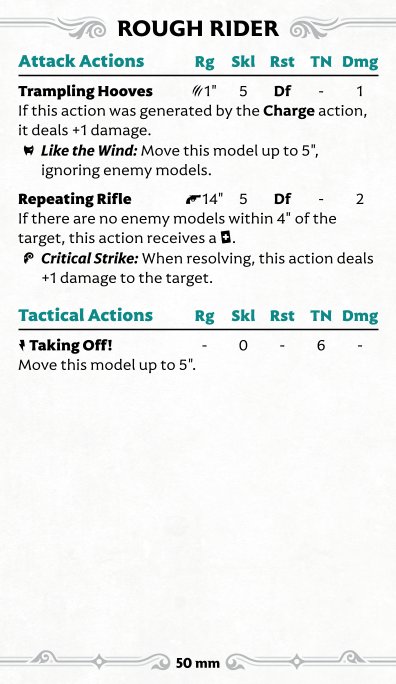 ROUGH RIDER
Attack Actions Rg Skl Rst TN Dmg
Trampling Hooves 1" 5 Df - 1
If this action was generated by the Charge action,
it deals +1 damage.
Like the Wind: Move this model up to 5",
ignoring enemy models.
Repeating Rifle 14" 5 Df - 2
If there are no enemy models within 4" of the
target, this action receives a +.
Critical Strike: When resolving, this action deals
+1 damage to the target.
Tactical Actions Rg Skl Rst TN Dmg
Taking Off! - 0 - 6 -
Move this model up to 5".
50 mm